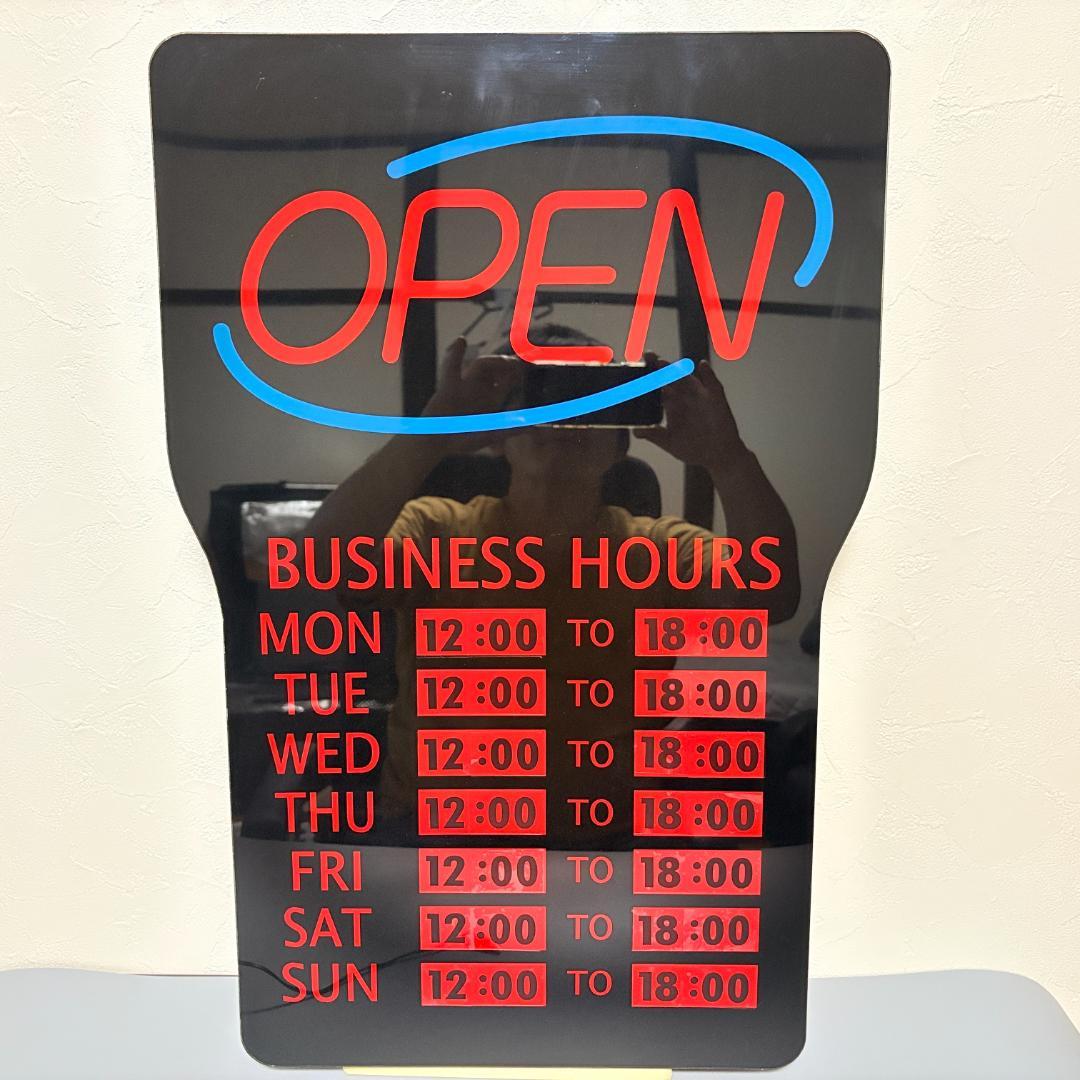 OPEN
BUSINESS HOURS
MON 12:00 TO 18:00
TUE 12:00 TO 18:00
WED 12:00 TO 18:00
THU 12:00 TO 18:00
FRI 12:00 TO 18:00
SAT 12:00 TO 18:00
SUN 12:00 TO 18:00